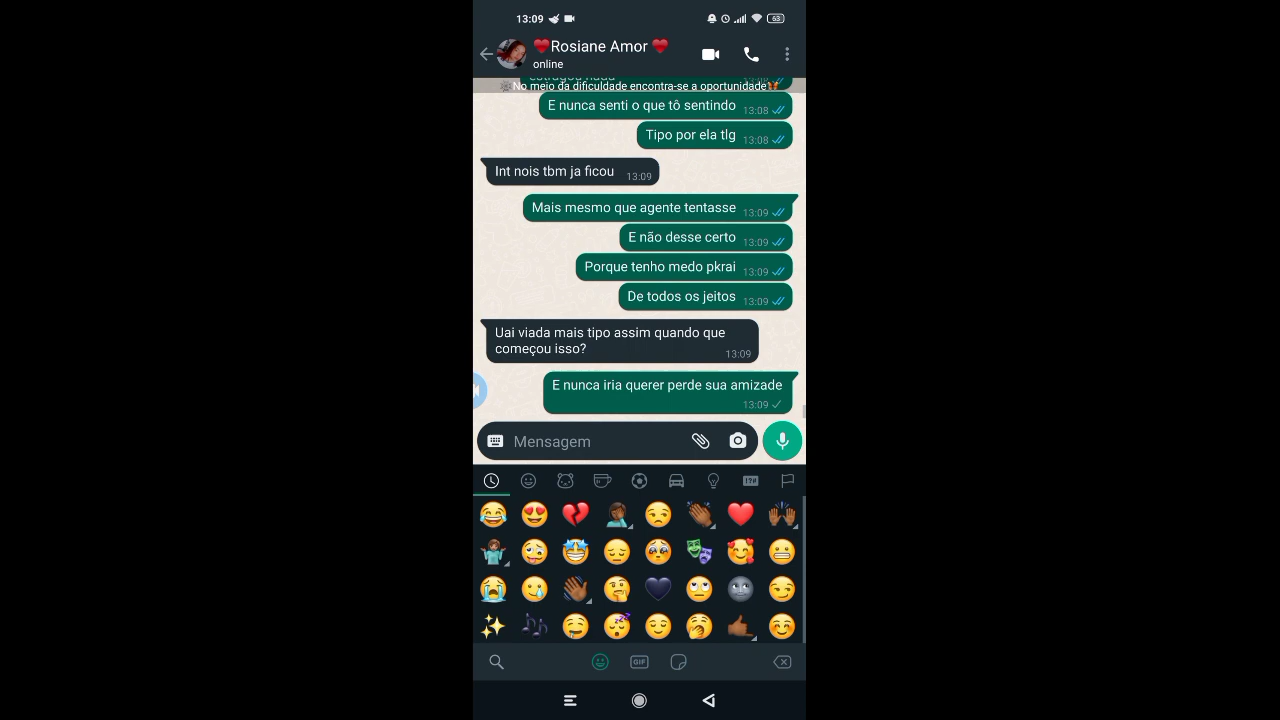 13:09
63
Rosiane Amor
online
estragou nada
No meio da dificuldade encontra-se a oportunidade
E nunca senti o que tô sentindo 13:08
Tipo por ela tlg 13:08
Int nois tbm ja ficou 13:09
Mais mesmo que agente tentasse 13:09
E não desse certo 13:09
Porque tenho medo pkrai 13:09
De todos os jeitos 13:09
Uai viada mais tipo assim quando que
começou isso? 13:09
E nunca iria querer perde sua amizade
13:09
Mensagem
GIF